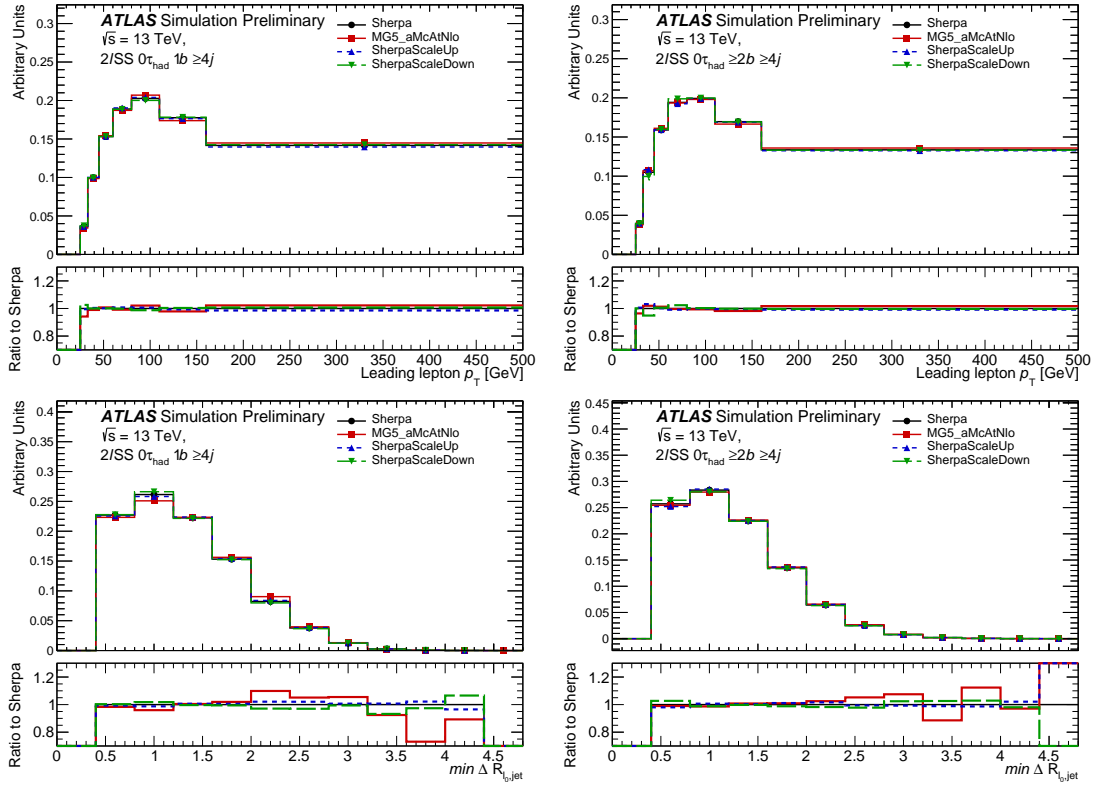 ATLAS Simulation Preliminary
√s = 13 TeV,
2lSS 0τhad 1b ≥4j
Sherpa
MG5_aMcAtNlo
SherpaScaleUp
SherpaScaleDown
Arbitrary Units
0 0.05 0.1 0.15 0.2 0.25 0.3
Ratio to Sherpa
0.8 1 1.2
0 50 100 150 200 250 300 350 400 450 500
Leading lepton pT [GeV]
ATLAS Simulation Preliminary
√s = 13 TeV,
2lSS 0τhad ≥2b ≥4j
Sherpa
MG5_aMcAtNlo
SherpaScaleUp
SherpaScaleDown
Arbitrary Units
0 0.05 0.1 0.15 0.2 0.25 0.3
Ratio to Sherpa
0.8 1 1.2
0 50 100 150 200 250 300 350 400 450 500
Leading lepton pT [GeV]
ATLAS Simulation Preliminary
√s = 13 TeV,
2lSS 0τhad 1b ≥4j
Sherpa
MG5_aMcAtNlo
SherpaScaleUp
SherpaScaleDown
Arbitrary Units
0 0.05 0.1 0.15 0.2 0.25 0.3 0.35 0.4
Ratio to Sherpa
0.8 1 1.2
0 0.5 1 1.5 2 2.5 3 3.5 4 4.5
min Δ Rl0,jet
ATLAS Simulation Preliminary
√s = 13 TeV,
2lSS 0τhad ≥2b ≥4j
Sherpa
MG5_aMcAtNlo
SherpaScaleUp
SherpaScaleDown
Arbitrary Units
0 0.05 0.1 0.15 0.2 0.25 0.3 0.35 0.4 0.45
Ratio to Sherpa
0.8 1 1.2
0 0.5 1 1.5 2 2.5 3 3.5 4 4.5
min Δ Rl0,jet